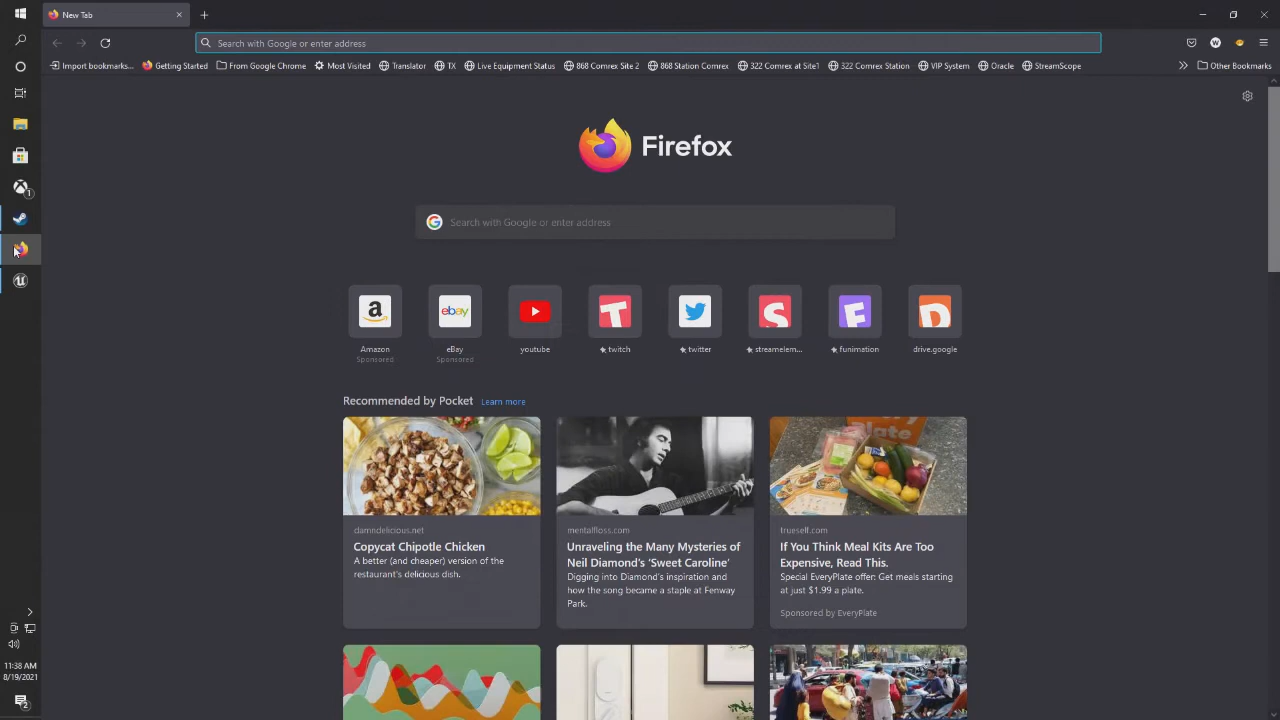 New Tab
Search with Google or enter address
Import bookmarks...
Getting Started
From Google Chrome
Most Visited
Translator
TX
Live Equipment Status
868 Comrex Site 2
868 Station Comrex
322 Comrex at Site1
322 Comrex Station
VIP System
Oracle
StreamScope
Other Bookmarks
W
Firefox
Search with Google or enter address
a
ebay
T
S
F
D
Amazon
Sponsored
eBay
Sponsored
youtube
twitch
twitter
streamelem...
funimation
drive.google
Recommended by Pocket
Learn more
damndelicious.net
Copycat Chipotle Chicken
A better (and cheaper) version of the
restaurant's delicious dish.
mentalfloss.com
Unraveling the Many Mysteries of
Neil Diamond's ‘Sweet Caroline’
Digging into Diamond's inspiration and
how the song became a staple at Fenway
Park.
Plate
trueself.com
If You Think Meal Kits Are Too
Expensive, Read This.
Special EveryPlate offer: Get meals starting
at just $1.99 a plate.
Sponsored by EveryPlate
1
11:38 AM
8/19/2021
2